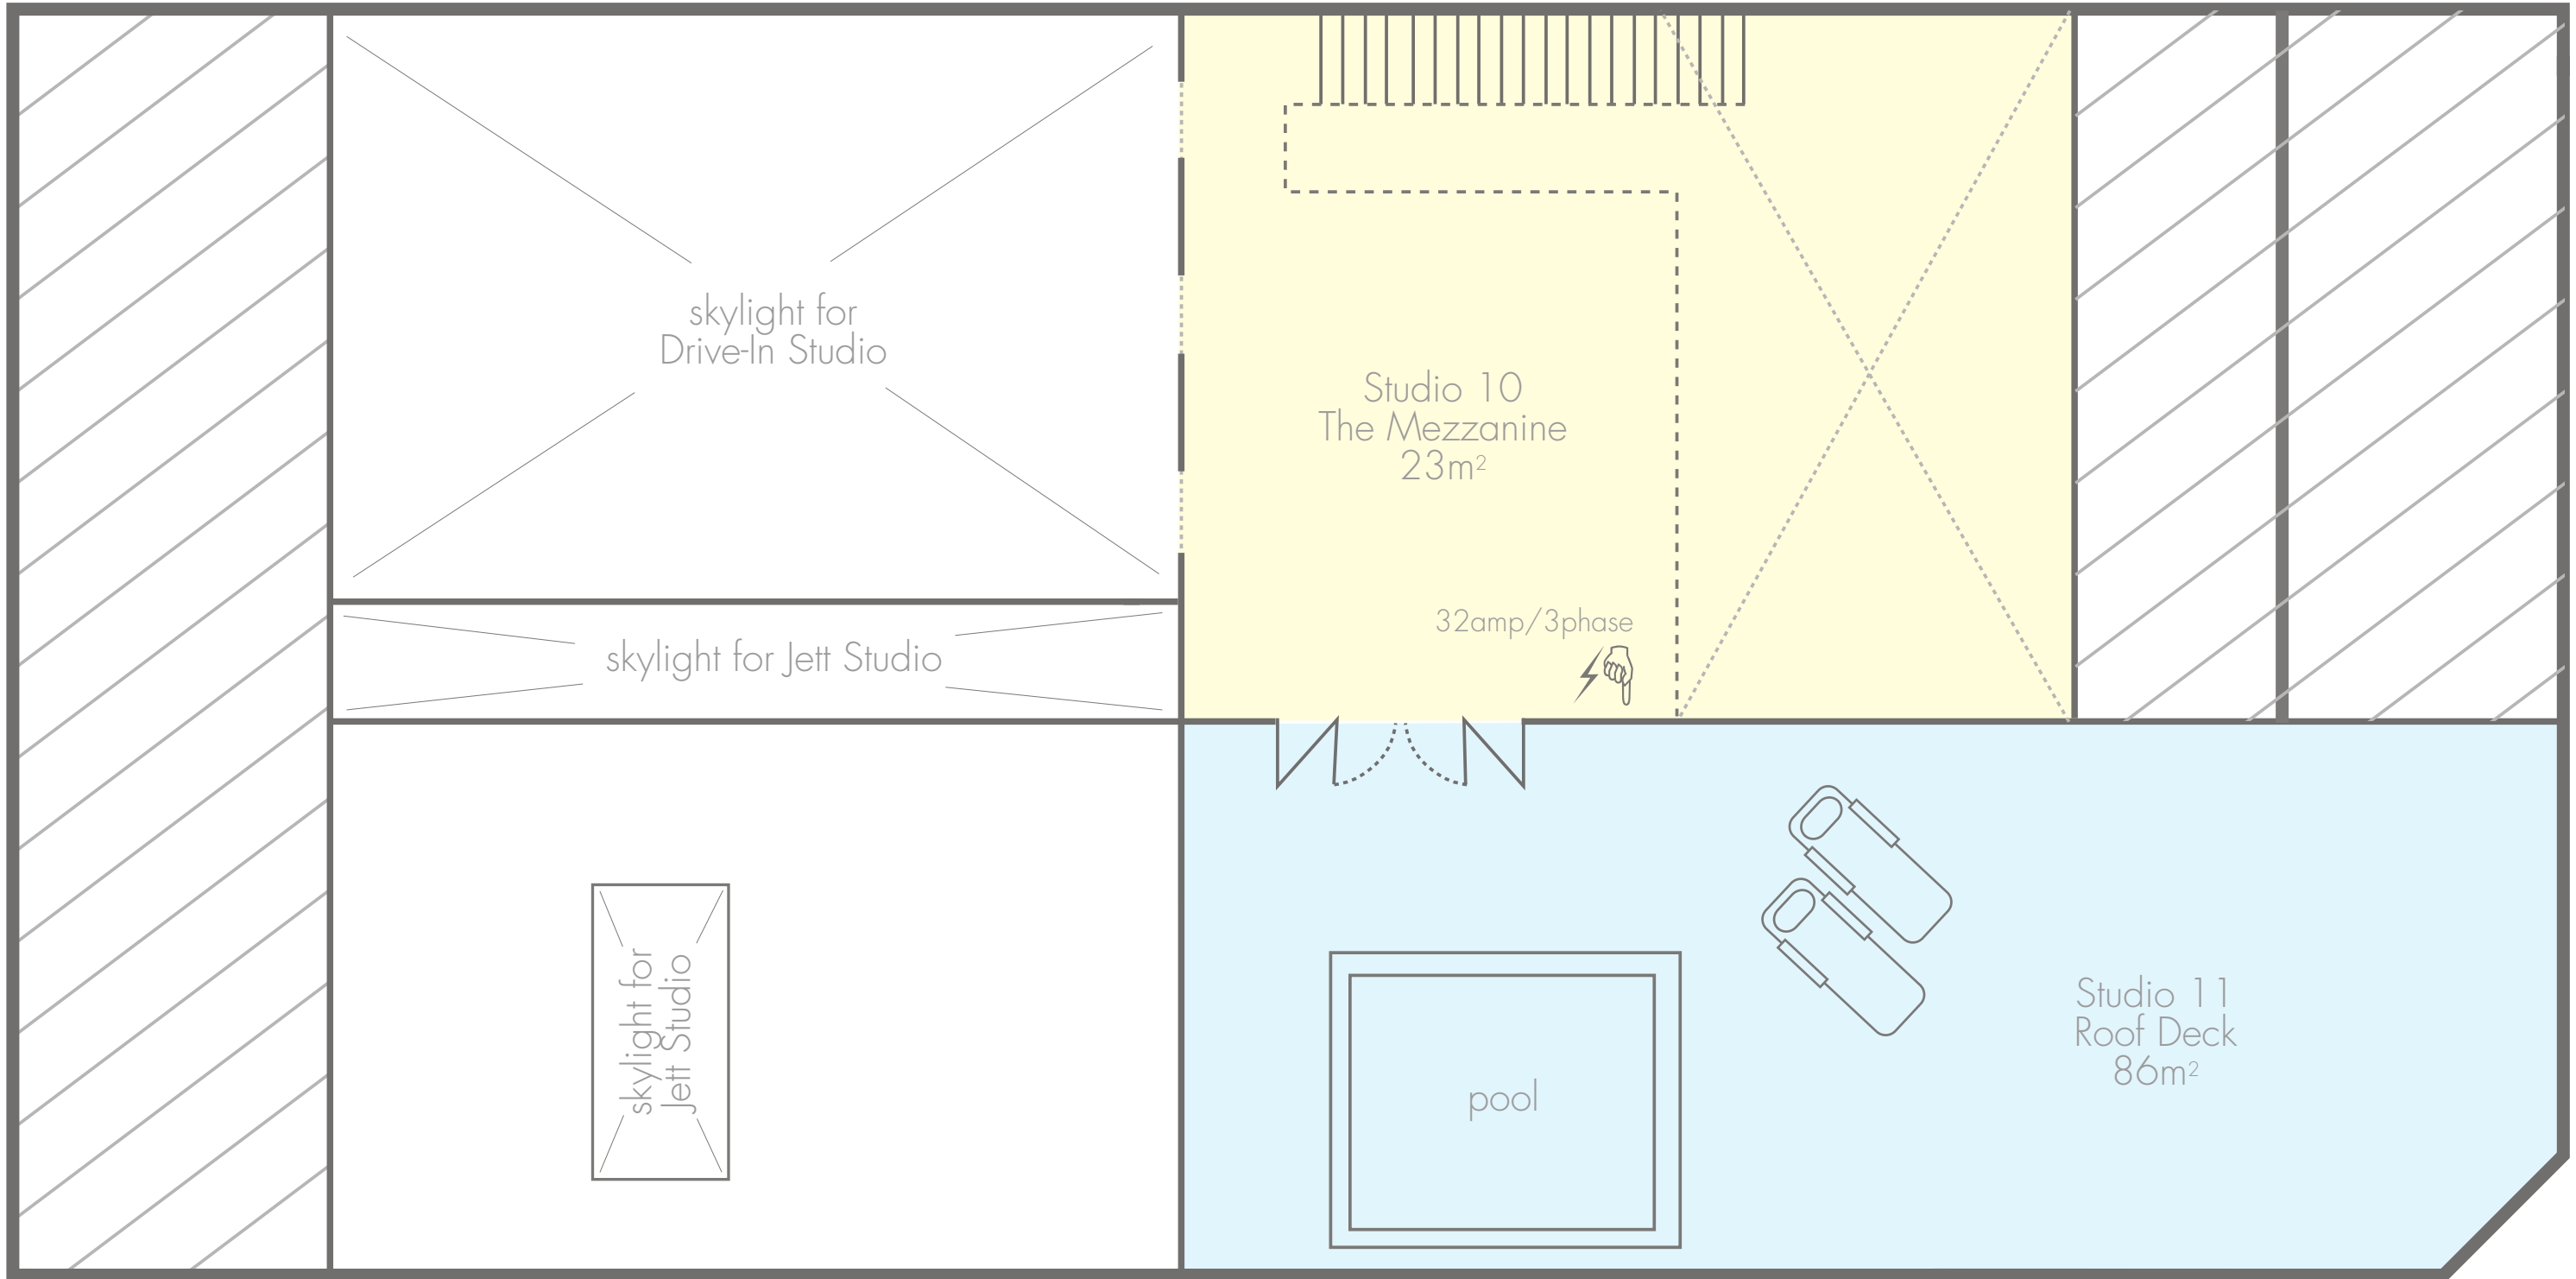 skylight for
Drive-In Studio
Studio 10
The Mezzanine
23m²
32amp/3phase
skylight for Jett Studio
skylight for
Jett Studio
pool
Studio 11
Roof Deck
86m²